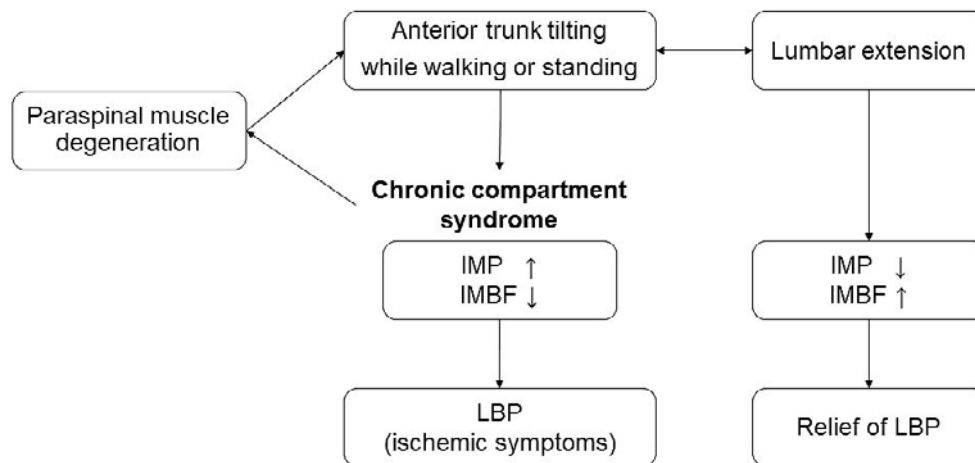 Anterior trunk tilting
while walking or standing
Lumbar extension
Paraspinal muscle
degeneration
Chronic compartment
syndrome
IMP ↑
IMBF ↓
IMP ↓
IMBF ↑
LBP
(ischemic symptoms)
Relief of LBP